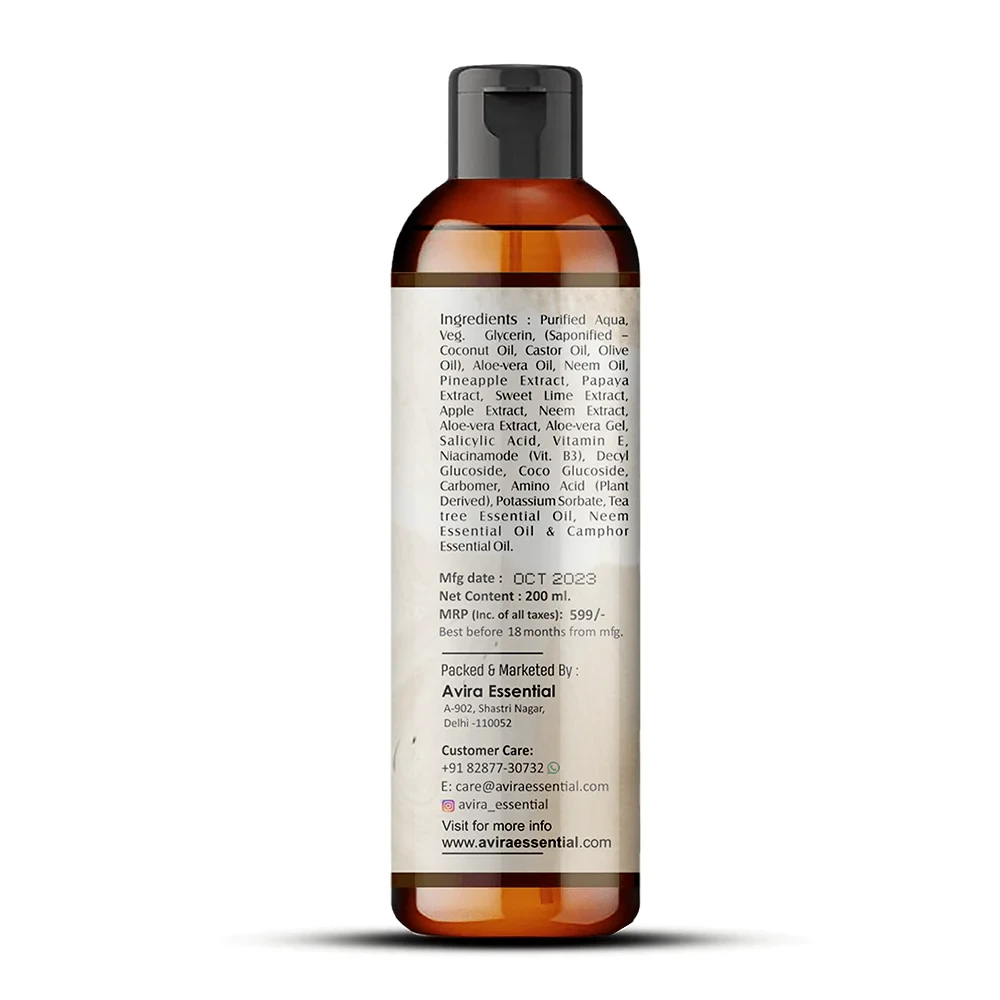 Ingredients : Purified Aqua,
Veg. Glycerin, (Saponified –
Coconut Oil, Castor Oil, Olive
Oil), Aloe-vera Oil, Neem Oil,
Pineapple Extract, Papaya
Extract, Sweet Lime Extract,
Apple Extract, Neem Extract,
Aloe-vera Extract, Aloe-vera Gel,
Salicylic Acid, Vitamin E,
Niacinamode (Vit. B3), Decyl
Glucoside, Coco Glucoside,
Carbomer, Amino Acid (Plant
Derived), Potassium Sorbate, Tea
tree Essential Oil, Neem
Essential Oil & Camphor
Essential Oil.
Mfg date : OCT 2023
Net Content : 200 ml.
MRP (Inc. of all taxes): 599/-
Best before 18 months from mfg.
Packed & Marketed By :
Avira Essential
A-902, Shastri Nagar,
Delhi -110052
Customer Care:
+91 82877-30732
E: care@aviraessential.com
avira_essential
Visit for more info
www.aviraessential.com